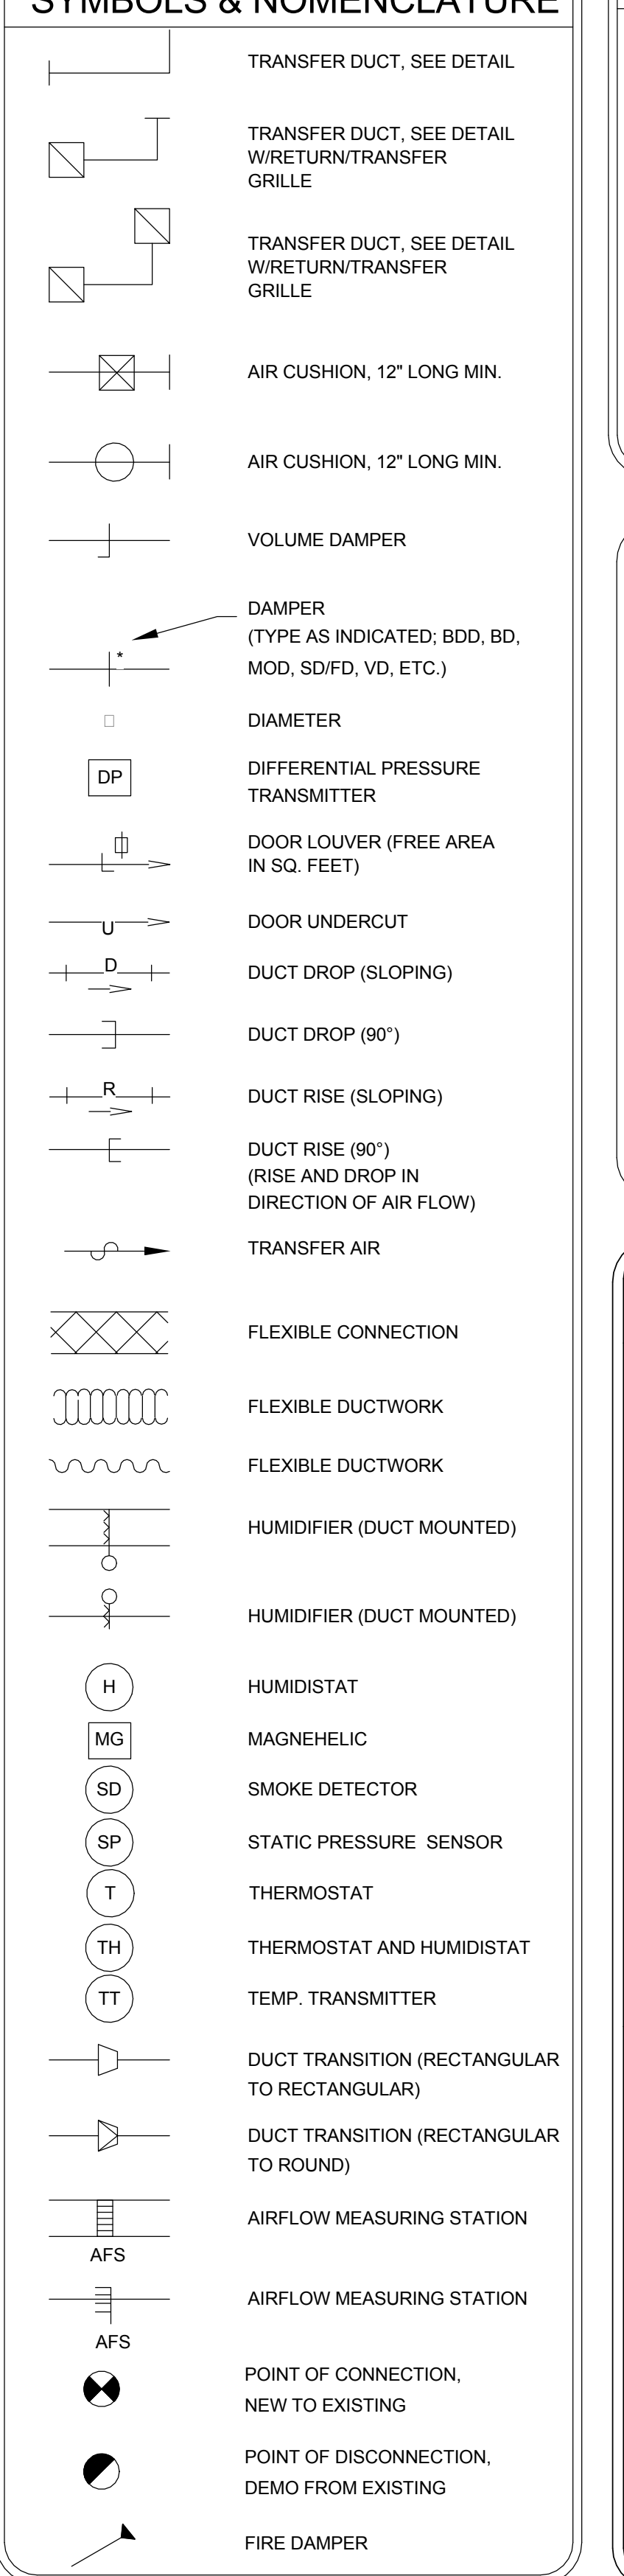 SYMBOLS & NOMENCLATURE
TRANSFER DUCT, SEE DETAIL
TRANSFER DUCT, SEE DETAIL
W/RETURN/TRANSFER
GRILLE
TRANSFER DUCT, SEE DETAIL
W/RETURN/TRANSFER
GRILLE
AIR CUSHION, 12" LONG MIN.
AIR CUSHION, 12" LONG MIN.
VOLUME DAMPER
DAMPER
(TYPE AS INDICATED; BDD, BD,
* MOD, SD/FD, VD, ETC.)
DIAMETER
DP DIFFERENTIAL PRESSURE
TRANSMITTER
DOOR LOUVER (FREE AREA
IN SQ. FEET)
U DOOR UNDERCUT
D DUCT DROP (SLOPING)
DUCT DROP (90°)
R DUCT RISE (SLOPING)
DUCT RISE (90°)
(RISE AND DROP IN
DIRECTION OF AIR FLOW)
TRANSFER AIR
FLEXIBLE CONNECTION
FLEXIBLE DUCTWORK
FLEXIBLE DUCTWORK
HUMIDIFIER (DUCT MOUNTED)
HUMIDIFIER (DUCT MOUNTED)
H HUMIDISTAT
MG MAGNEHELIC
SD SMOKE DETECTOR
SP STATIC PRESSURE SENSOR
T THERMOSTAT
TH THERMOSTAT AND HUMIDISTAT
TT TEMP. TRANSMITTER
DUCT TRANSITION (RECTANGULAR
TO RECTANGULAR)
DUCT TRANSITION (RECTANGULAR
TO ROUND)
AIRFLOW MEASURING STATION
AFS
AIRFLOW MEASURING STATION
AFS
POINT OF CONNECTION,
NEW TO EXISTING
POINT OF DISCONNECTION,
DEMO FROM EXISTING
FIRE DAMPER